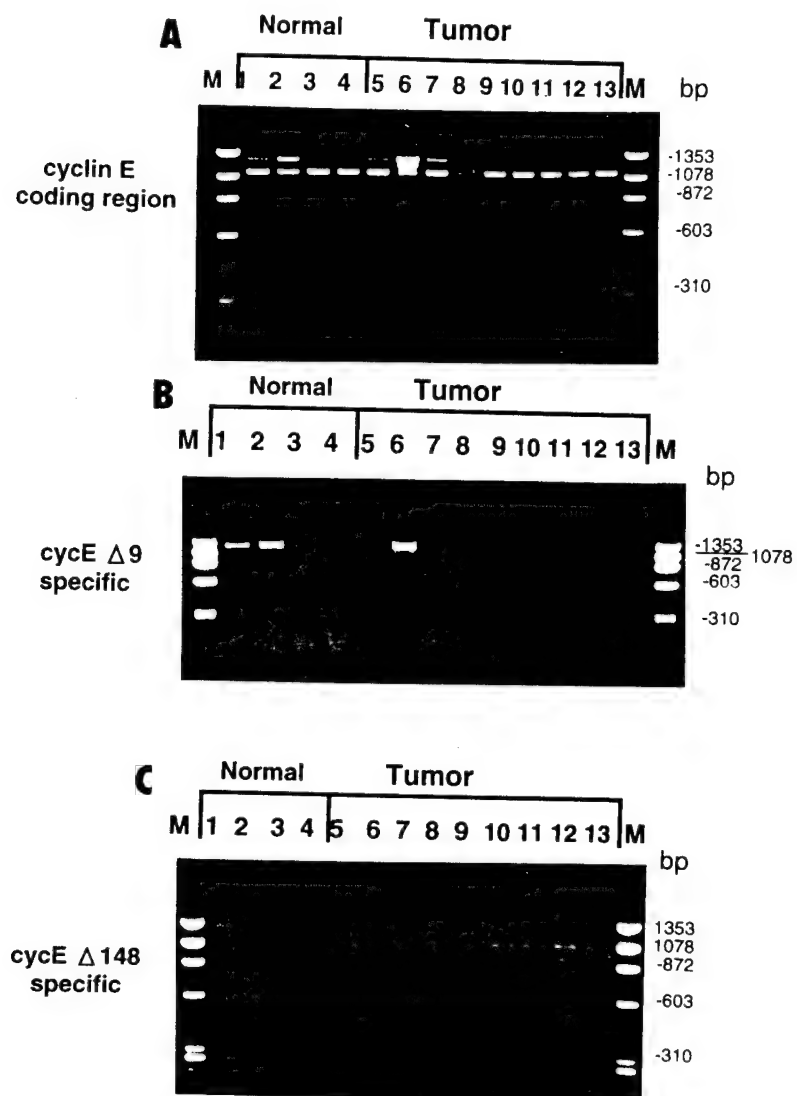 A
Normal Tumor
M 1 2 3 4 5 6 7 8 9 10 11 12 13 M bp
cyclin E
coding region
-1353
-1078
-872
-603
-310
B
Normal Tumor
M 1 2 3 4 5 6 7 8 9 10 11 12 13 M
bp
cycE Δ9
specific
-1353
1078
-872
-603
-310
C
Normal Tumor
M 1 2 3 4 5 6 7 8 9 10 11 12 13 M
bp
cycE Δ148
specific
1353
1078
-872
-603
-310